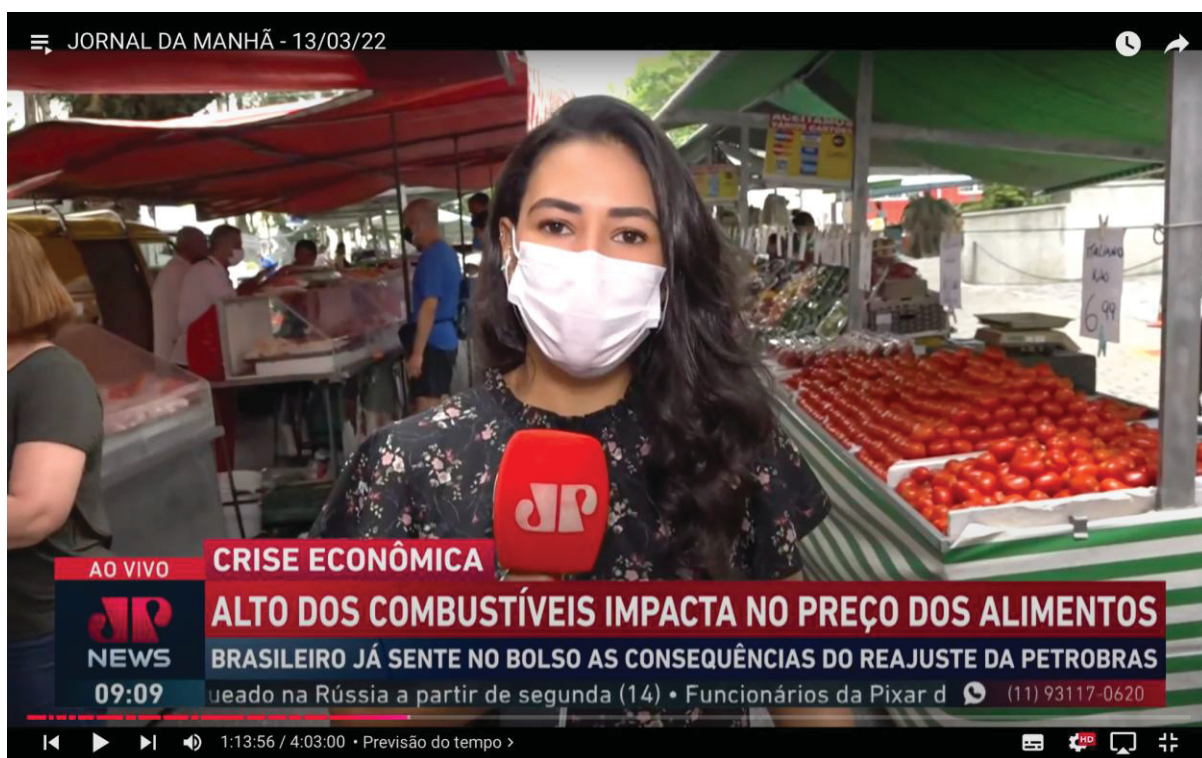 JORNAL DA MANHÃ - 13/03/22
ACEITAMOS
ITALIANO
6,99
JP
CRISE ECONÔMICA
AO VIVO
ALTO DOS COMBUSTÍVEIS IMPACTA NO PREÇO DOS ALIMENTOS
JP
NEWS
BRASILEIRO JÁ SENTE NO BOLSO AS CONSEQUÊNCIAS DO REAJUSTE DA PETROBRAS
09:09
ueado na Rússia a partir de segunda (14) • Funcionários da Pixar d
(11) 93117-0620
1:13:56 / 4:03:00 • Previsão do tempo >
HD